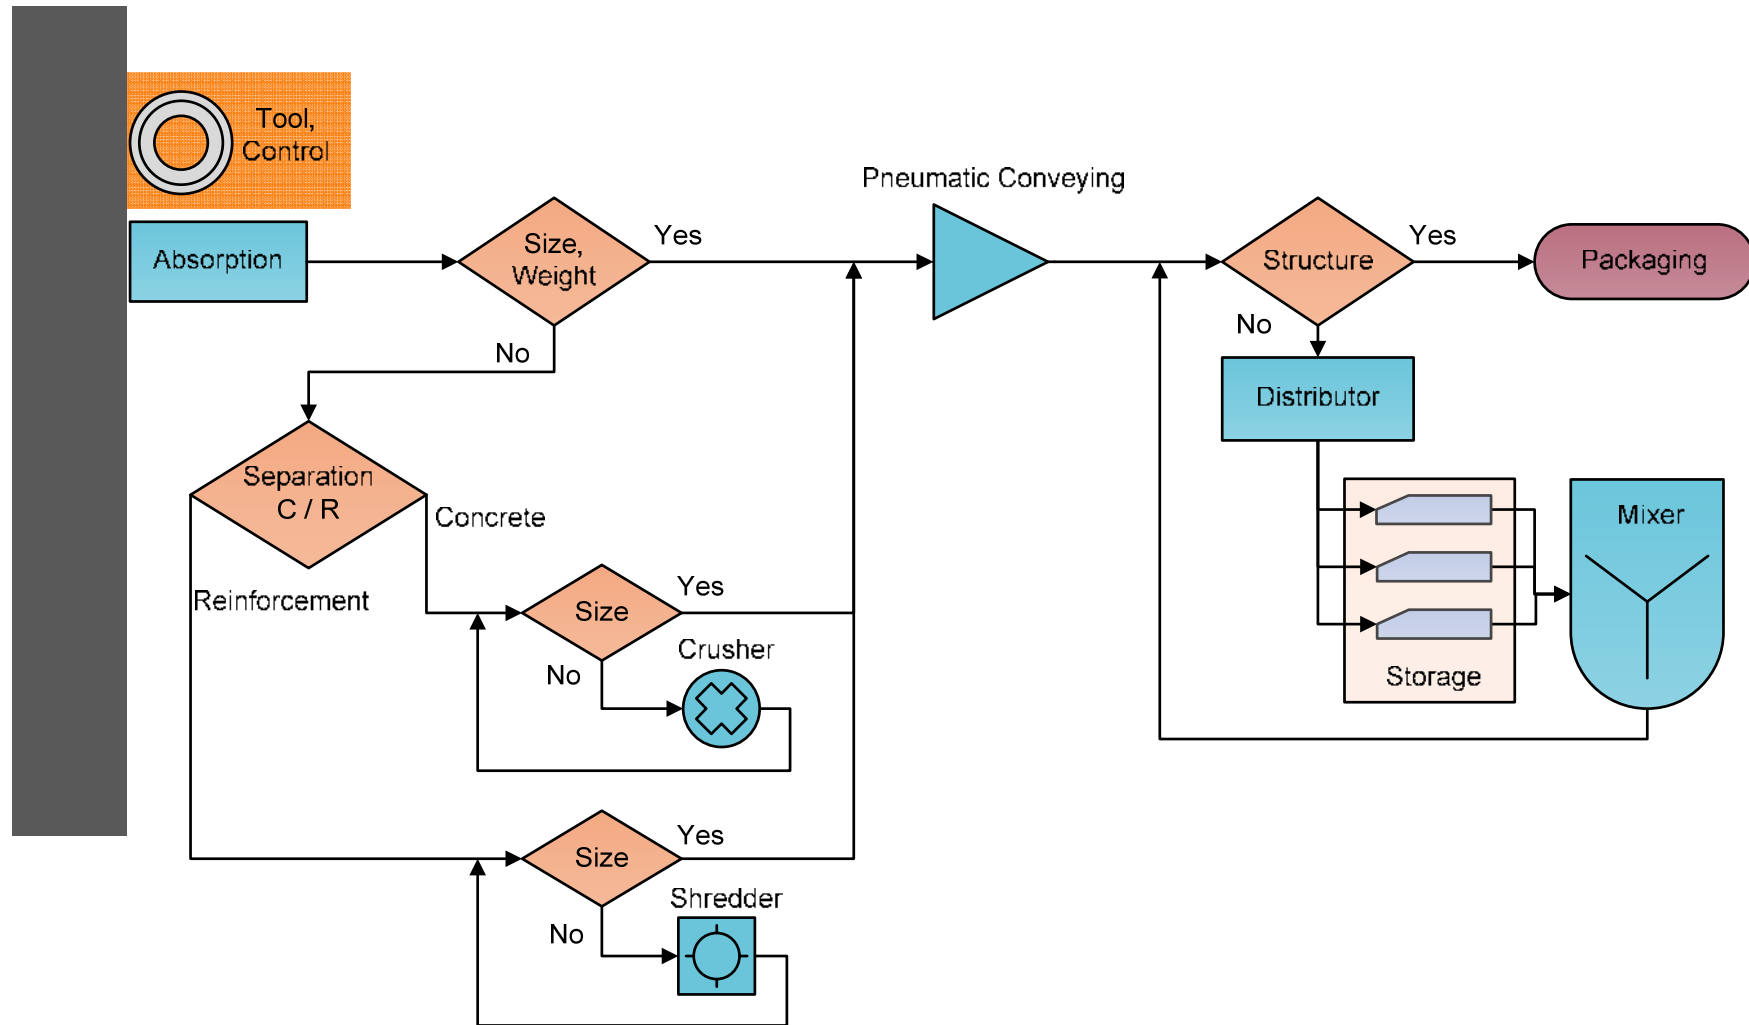 Tool,
Control
Pneumatic Conveying
Absorption
Size,
Weight
Yes
Structure
Yes
Packaging
No
No
Distributor
Separation
C / R
Concrete
Reinforcement
Size
Yes
No
Crusher
Storage
Mixer
Size
Yes
No
Shredder